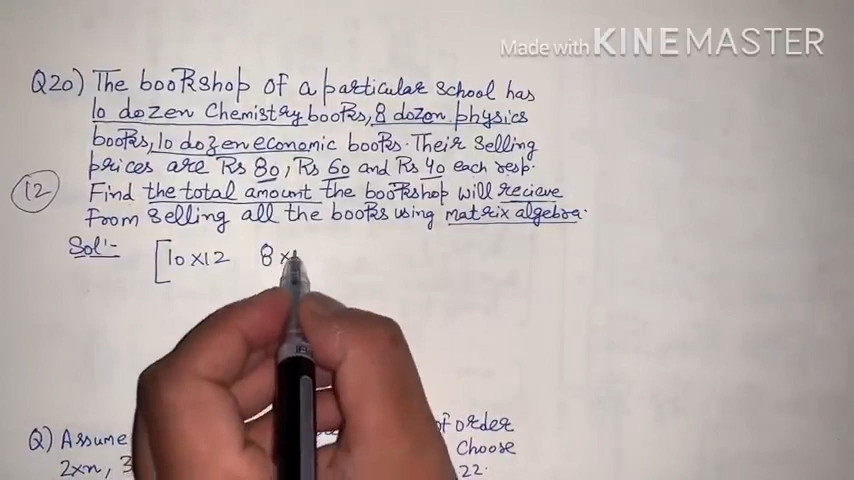 Made with KINEMASTER
Q20) The bookshop of a particular school has
10 dozen Chemistry books, 8 dozen physics
books, 10 dozen economic books. Their selling
prices are Rs 80, Rs 60 and Rs 40 each resp.
12 Find the total amount the bookshop will recieve
from selling all the books using matrix algebra.
Sol:- [10 x12 8 x
Q) Assume of order
2xn, 3 Choose
22.